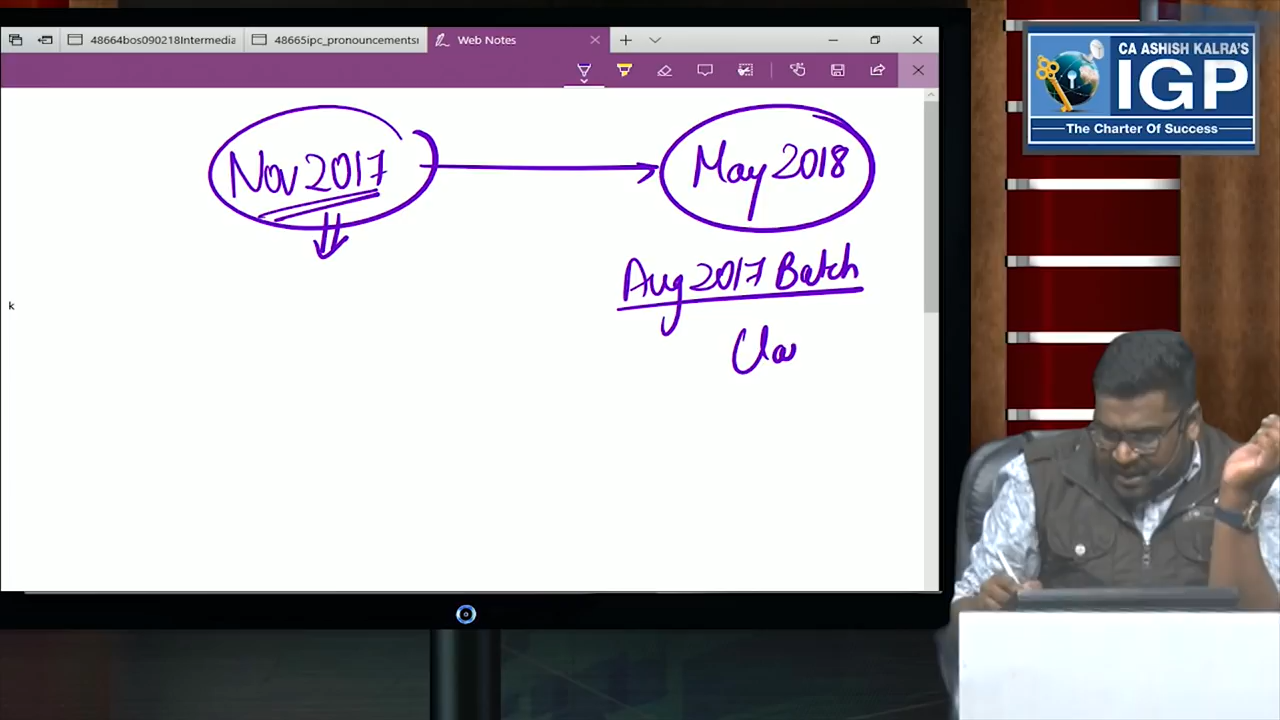 48664bos090218Intermedia
48665ipc_pronouncements
Web Notes
CA ASHISH KALRA'S
IGP
The Charter Of Success
Nov 2017
May 2018
Aug 2017 Batch
Cla
k